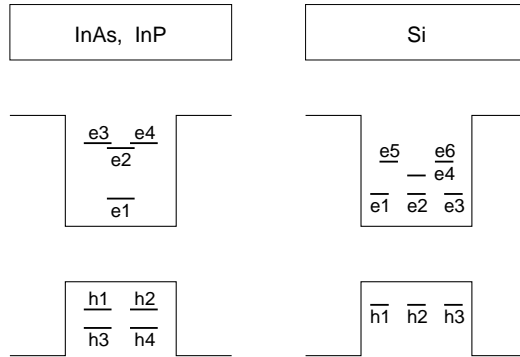 InAs, InP
Si
e3 e4
e2
e1
e5 e6
e4
e1 e2 e3
h1 h2
h3 h4
h1 h2 h3